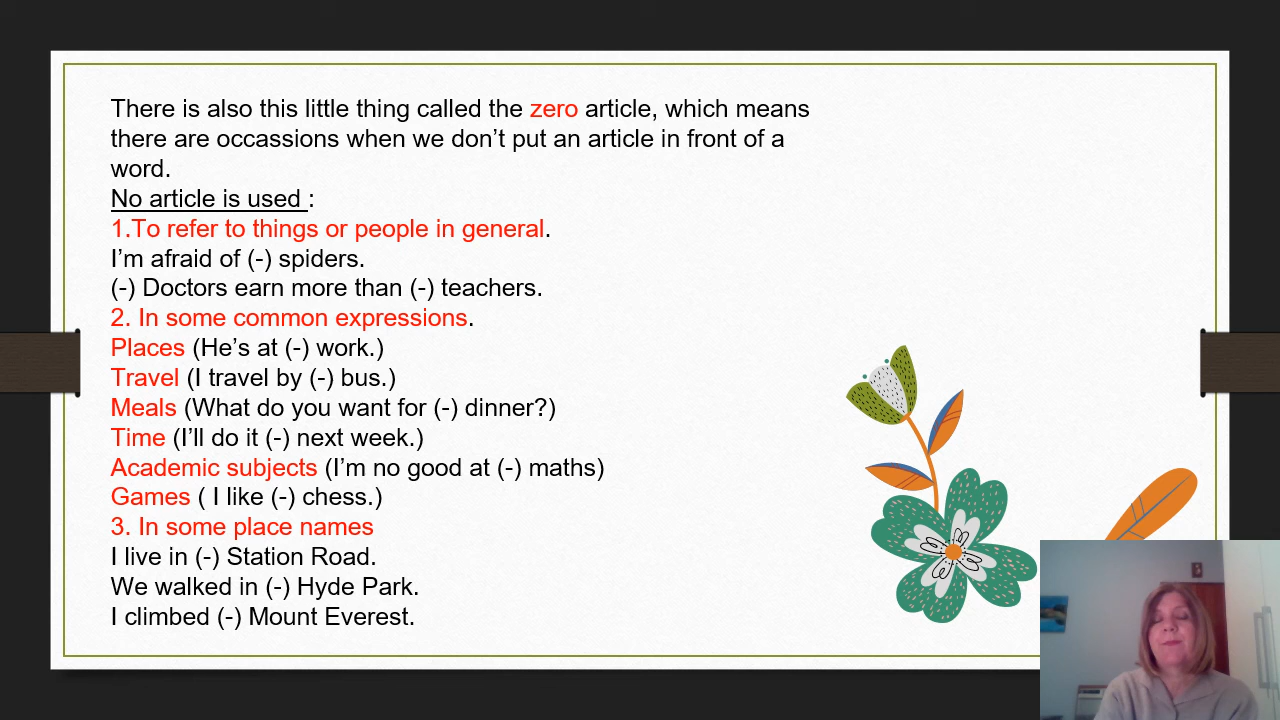 There is also this little thing called the zero article, which means
there are occassions when we don't put an article in front of a
word.
No article is used :
1.To refer to things or people in general.
I'm afraid of (-) spiders.
(-) Doctors earn more than (-) teachers.
2. In some common expressions.
Places (He's at (-) work.)
Travel (I travel by (-) bus.)
Meals (What do you want for (-) dinner?)
Time (I'll do it (-) next week.)
Academic subjects (I'm no good at (-) maths)
Games ( I like (-) chess.)
3. In some place names
I live in (-) Station Road.
We walked in (-) Hyde Park.
I climbed (-) Mount Everest.